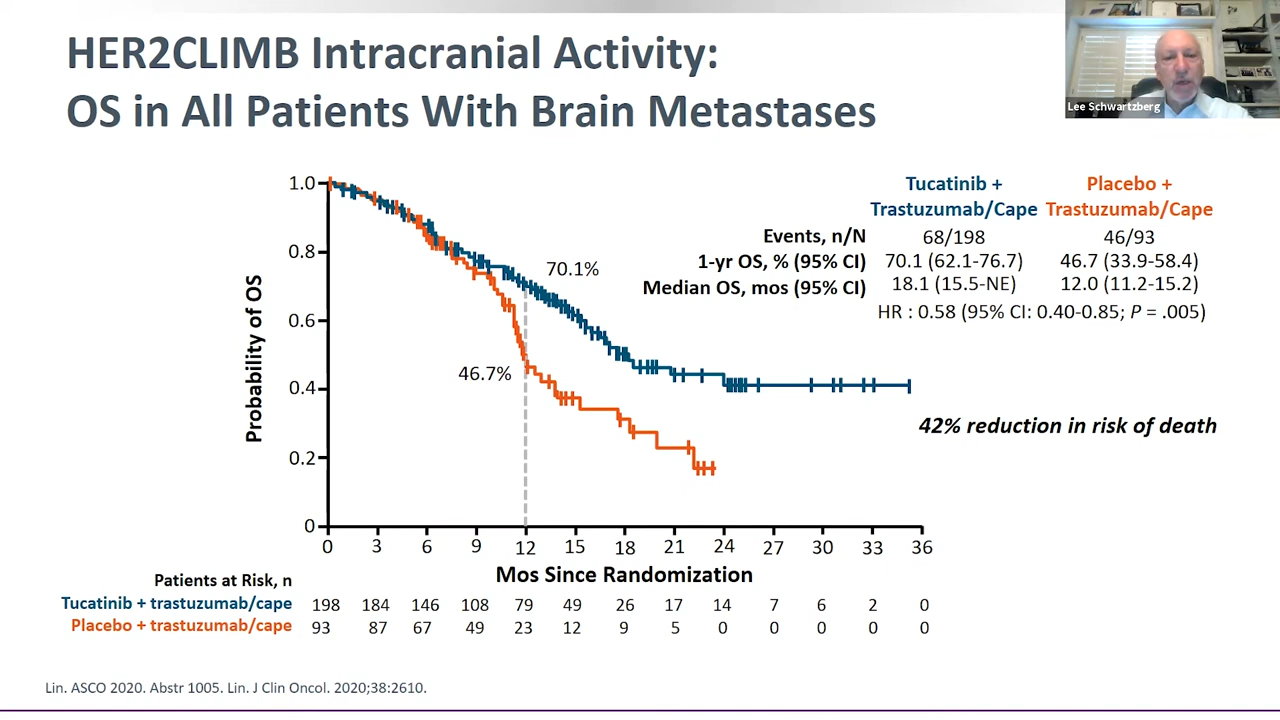 HER2CLIMB Intracranial Activity:
OS in All Patients With Brain Metastases
Lee Schwartzberg
Tucatinib + Placebo +
Trastuzumab/Cape Trastuzumab/Cape
Events, n/N 68/198 46/93
1-yr OS, % (95% CI) 70.1 (62.1-76.7) 46.7 (33.9-58.4)
Median OS, mos (95% CI) 18.1 (15.5-NE) 12.0 (11.2-15.2)
HR : 0.58 (95% CI: 0.40-0.85; P = .005)
Probability of OS
1.0
0.8
0.6
0.4
0.2
0
70.1%
46.7%
42% reduction in risk of death
0 3 6 9 12 15 18 21 24 27 30 33 36
Mos Since Randomization
Patients at Risk, n
Tucatinib + trastuzumab/cape 198 184 146 108 79 49 26 17 14 7 6 2 0
Placebo + trastuzumab/cape 93 87 67 49 23 12 9 5 0 0 0 0 0
Lin. ASCO 2020. Abstr 1005. Lin. J Clin Oncol. 2020;38:2610.